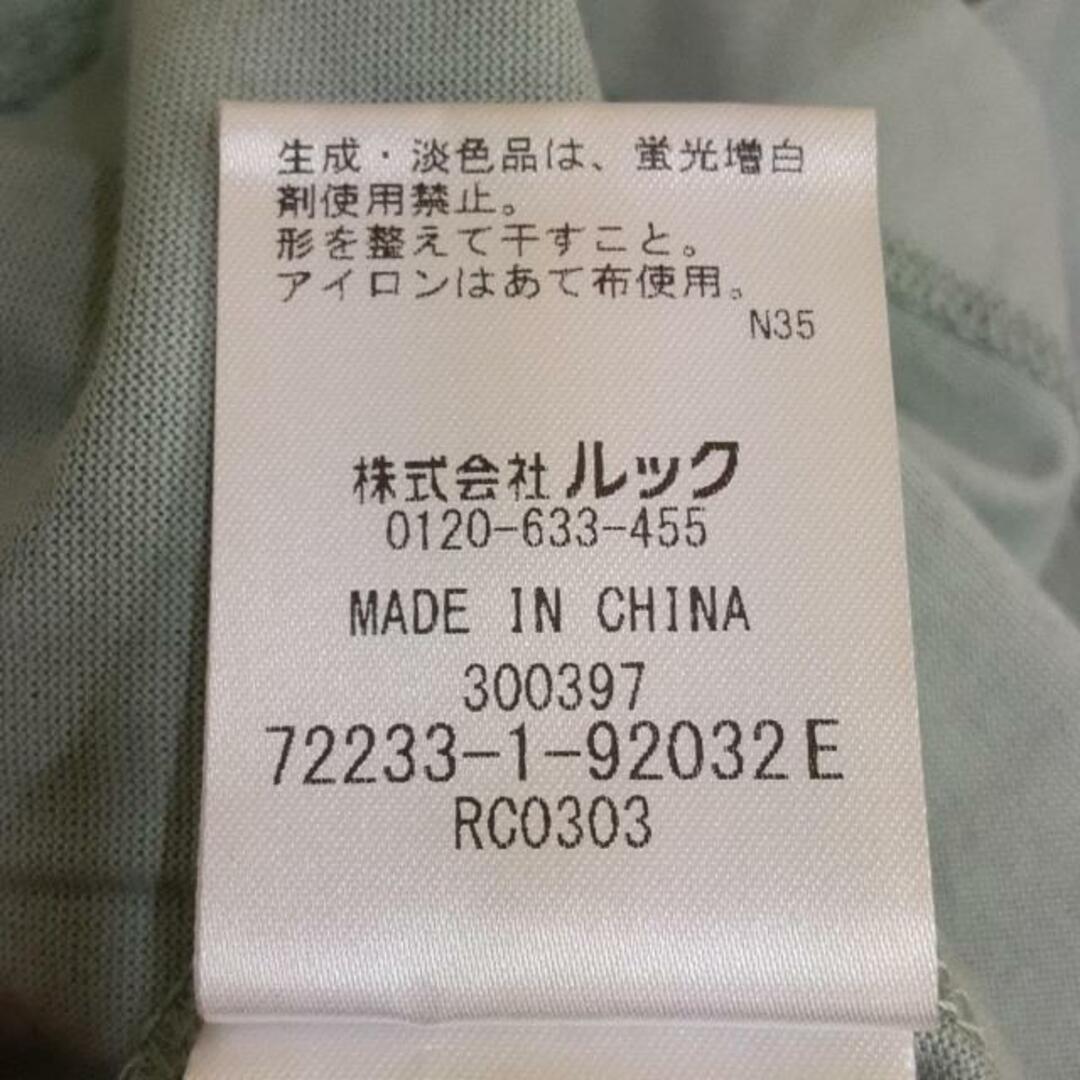 生成・淡色品は、蛍光増白
剤使用禁止。
形を整えて干すこと。
アイロンはあて布使用。
N35
株式会社ルック
0120-633-455
MADE IN CHINA
300397
72233-1-92032E
RC0303